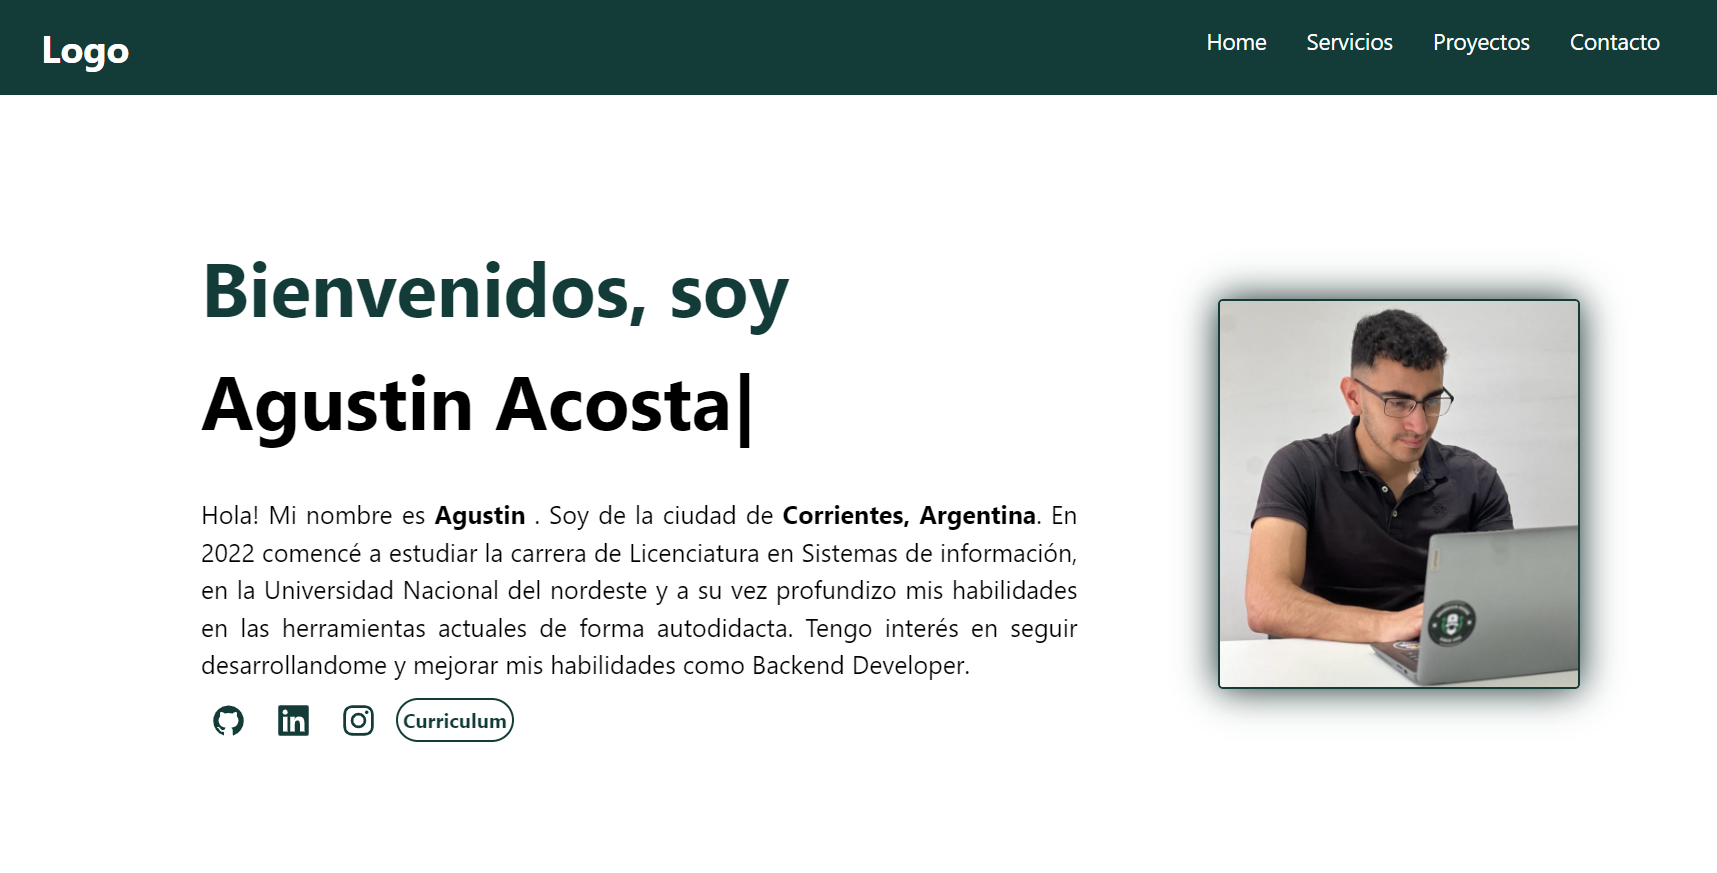 Logo
Home Servicios Proyectos Contacto
Bienvenidos, soy
Agustin Acosta|
Hola! Mi nombre es Agustin . Soy de la ciudad de Corrientes, Argentina. En
2022 comencé a estudiar la carrera de Licenciatura en Sistemas de información,
en la Universidad Nacional del nordeste y a su vez profundizo mis habilidades
en las herramientas actuales de forma autodidacta. Tengo interés en seguir
desarrollandome y mejorar mis habilidades como Backend Developer.
Curriculum